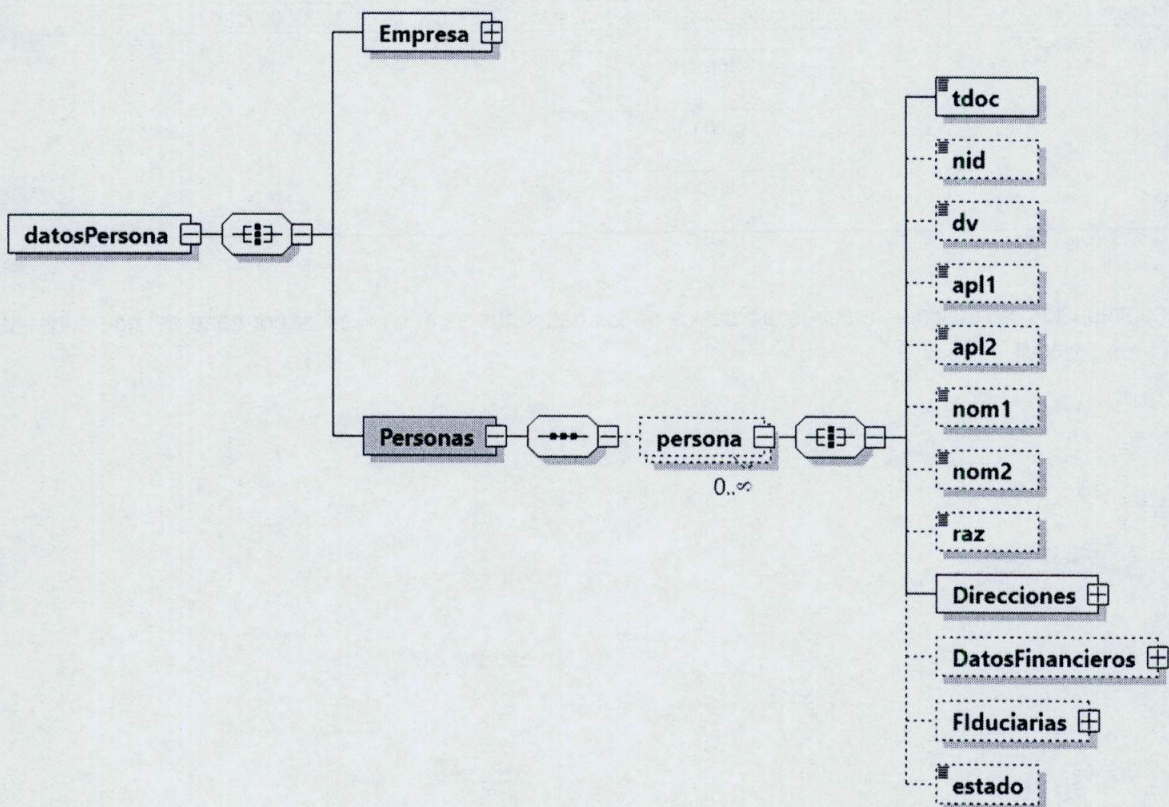 Empresa
tdoc
nid
dv
datosPersona
apl1
apl2
nom1
Personas
persona
nom2
0..∞
raz
Direcciones
DatosFinancieros
FIduciarias
estado